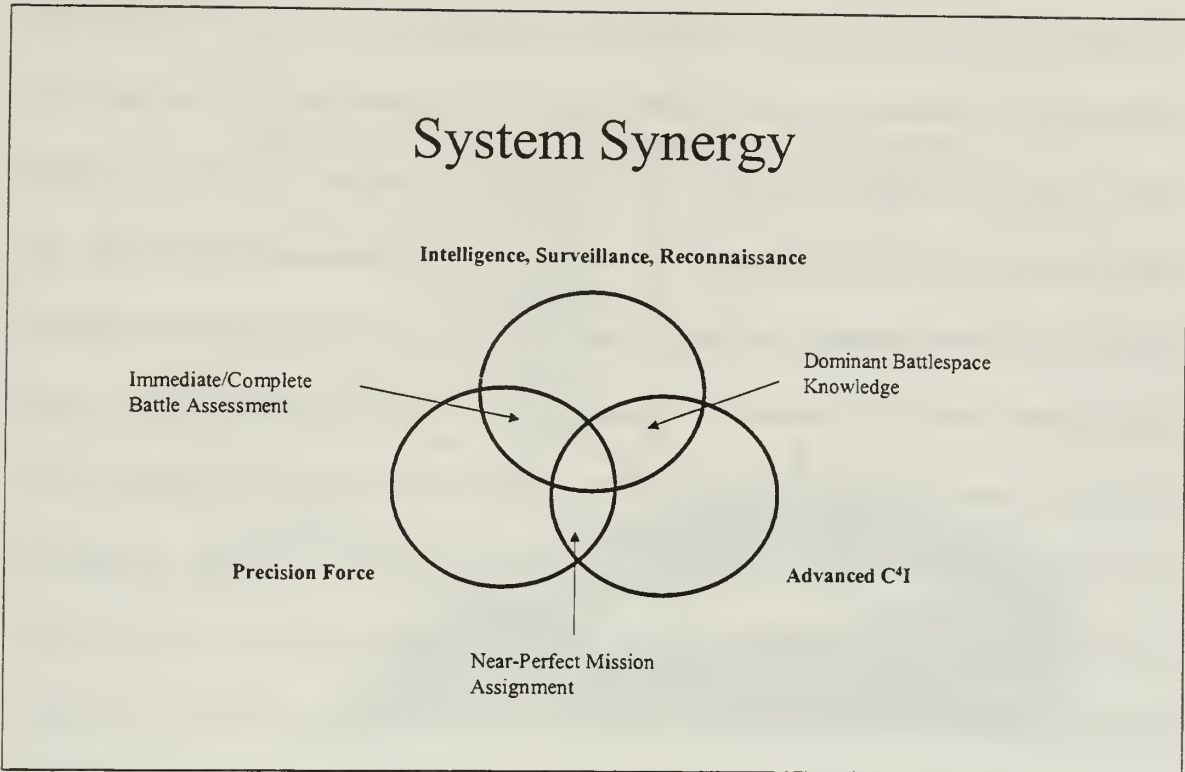 System Synergy
Intelligence, Surveillance, Reconnaissance
Immediate/Complete
Battle Assessment
Dominant Battlespace
Knowledge
Precision Force
Advanced C⁴I
Near-Perfect Mission
Assignment